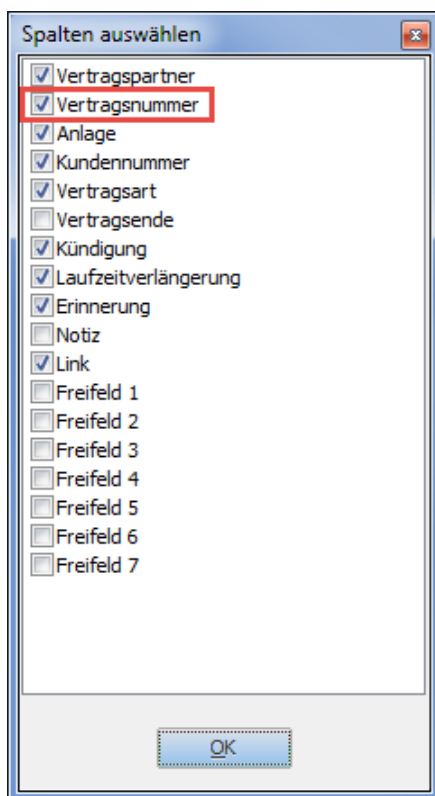 Spalten auswählen
Vertragspartner
Vertragsnummer
Anlage
Kundennummer
Vertragsart
Vertragsende
Kündigung
Laufzeitverlängerung
Erinnerung
Notiz
Link
Freifeld 1
Freifeld 2
Freifeld 3
Freifeld 4
Freifeld 5
Freifeld 6
Freifeld 7
OK